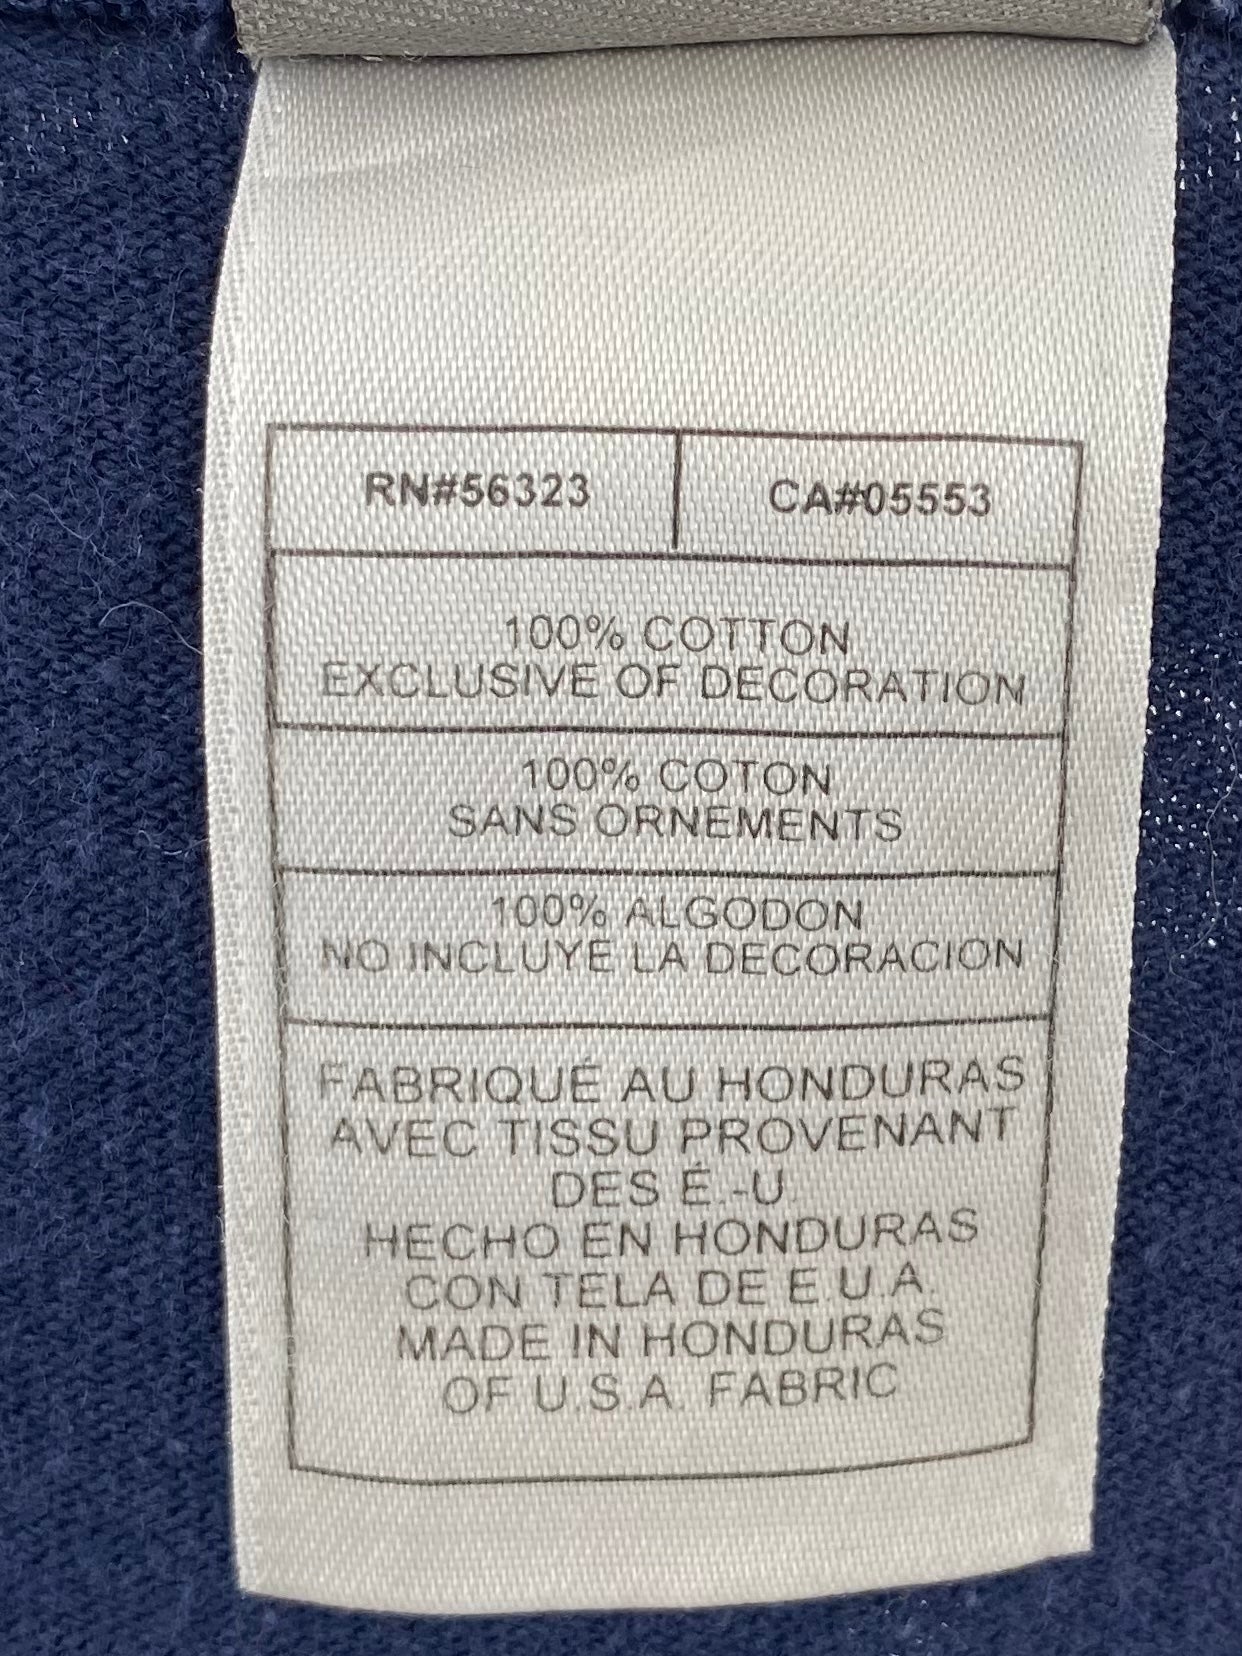 RN#56323 CA#05553
100% COTTON
EXCLUSIVE OF DECORATION
100% COTON
SANS ORNEMENTS
100% ALGODON
NO INCLUYE LA DECORACION
FABRIQUÉ AU HONDURAS
AVEC TISSU PROVENANT
DES É.-U.
HECHO EN HONDURAS
CON TELA DE E.U.A.
MADE IN HONDURAS
OF U.S.A. FABRIC